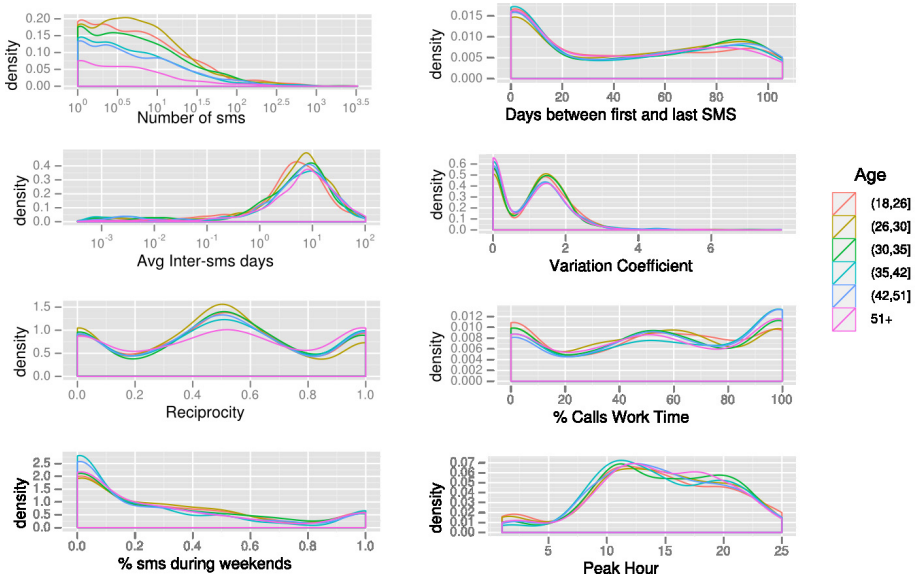 density
0.20
0.15
0.10
0.05
0.00
10^0 10^0.5 10^1 10^1.5 10^2 10^2.5 10^3 10^3.5
Number of sms
density
0.015
0.010
0.005
0.000
0 20 40 60 80 100
Days between first and last SMS
density
0.4
0.3
0.2
0.1
0.0
10^-3 10^-2 10^-1 10^0 10^1 10^2
Avg Inter-sms days
density
0.6
0.5
0.4
0.3
0.2
0.1
0.0
0 2 4 6
Variation Coefficient
density
1.5
1.0
0.5
0.0
0.0 0.2 0.4 0.6 0.8 1.0
Reciprocity
density
0.012
0.010
0.008
0.006
0.004
0.002
0.000
0 20 40 60 80 100
% Calls Work Time
density
2.5
2.0
1.5
1.0
0.5
0.0
0.0 0.2 0.4 0.6 0.8 1.0
% sms during weekends
density
0.07
0.06
0.05
0.04
0.03
0.02
0.01
0.00
5 10 15 20 25
Peak Hour
Age
(18,26]
(26,30]
(30,35]
(35,42]
(42,51]
51+